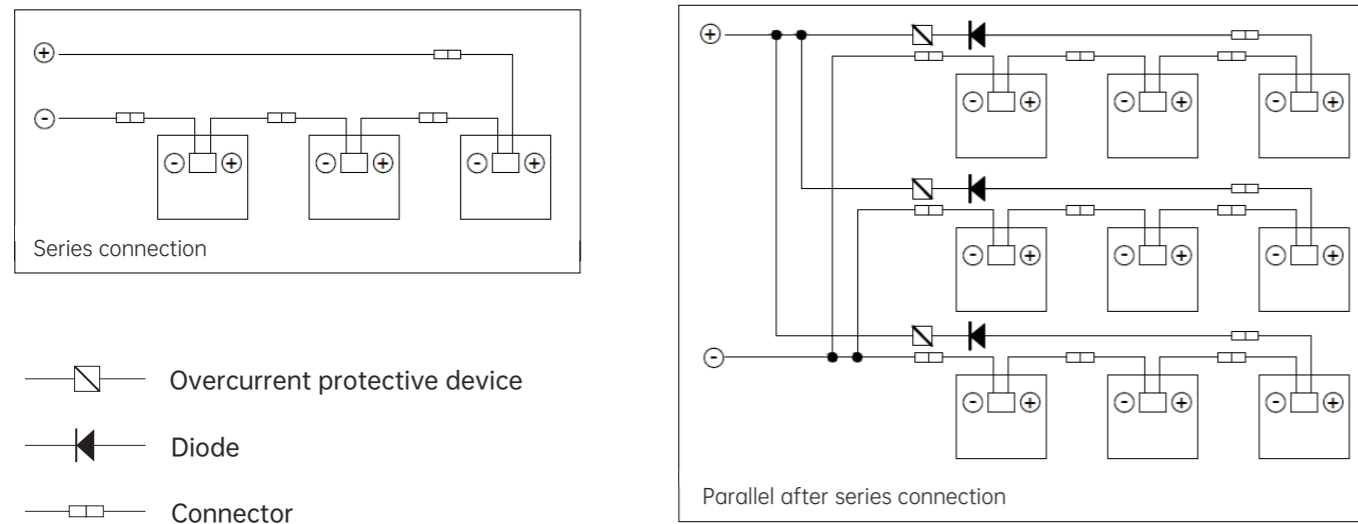 Series connection
Overcurrent protective device
Diode
Connector
Parallel after series connection